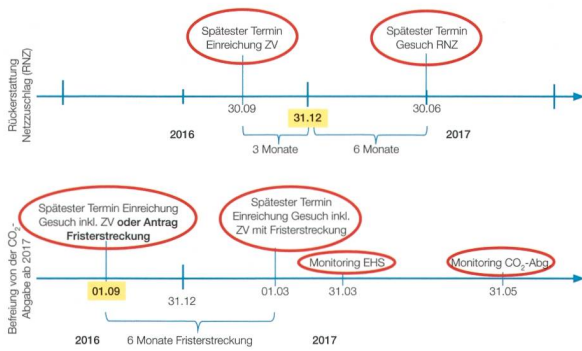 Rückerstattung
Netzzuschlag (RNZ)
Spätester Termin
Einreichung ZV
Spätester Termin
Gesuch RNZ
30.09
31.12
30.06
2016
2017
3 Monate
6 Monate
Befreiung von der CO2-
Abgabe ab 2017
Spätester Termin Einreichung
Gesuch inkl. ZV oder Antrag
Fristerstreckung
Spätester Termin
Einreichung Gesuch inkl.
ZV mit Fristerstreckung
Monitoring EHS
Monitoring CO2-Abg.
01.09
31.12
01.03
31.03
31.05
2016
6 Monate Fristerstreckung
2017